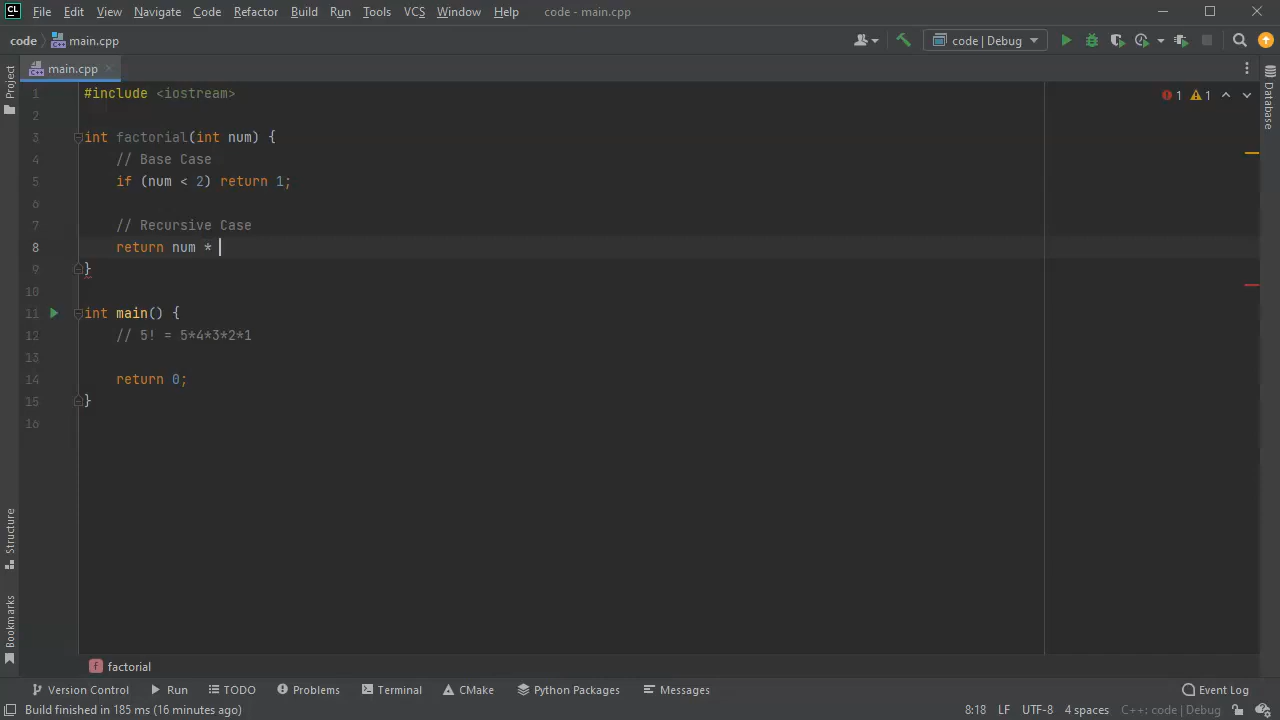 CL File Edit View Navigate Code Refactor Build Run Tools VCS Window Help code - main.cpp
code main.cpp code | Debug
main.cpp
Project
Database
1 #include <iostream> 1 1
2
3 int factorial(int num) {
4 // Base Case
5 if (num < 2) return 1;
6
7 // Recursive Case
8 return num *
9 }
10
11 int main() {
12 // 5! = 5*4*3*2*1
13
14 return 0;
15 }
16
Structure
Bookmarks
f factorial
Version Control Run TODO Problems Terminal CMake Python Packages Messages Event Log
Build finished in 185 ms (16 minutes ago) 8:18 LF UTF-8 4 spaces C++: code | Debug